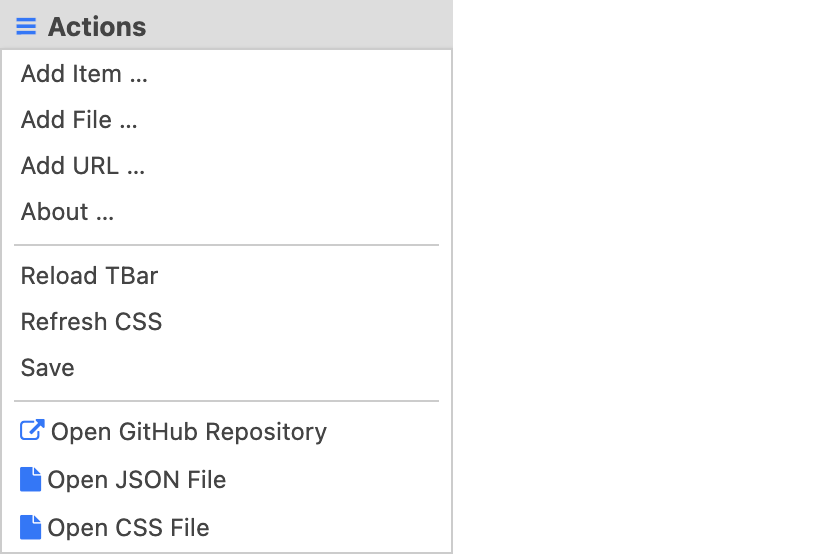 Actions
Add Item ...
Add File ...
Add URL ...
About ...
Reload TBar
Refresh CSS
Save
Open GitHub Repository
Open JSON File
Open CSS File